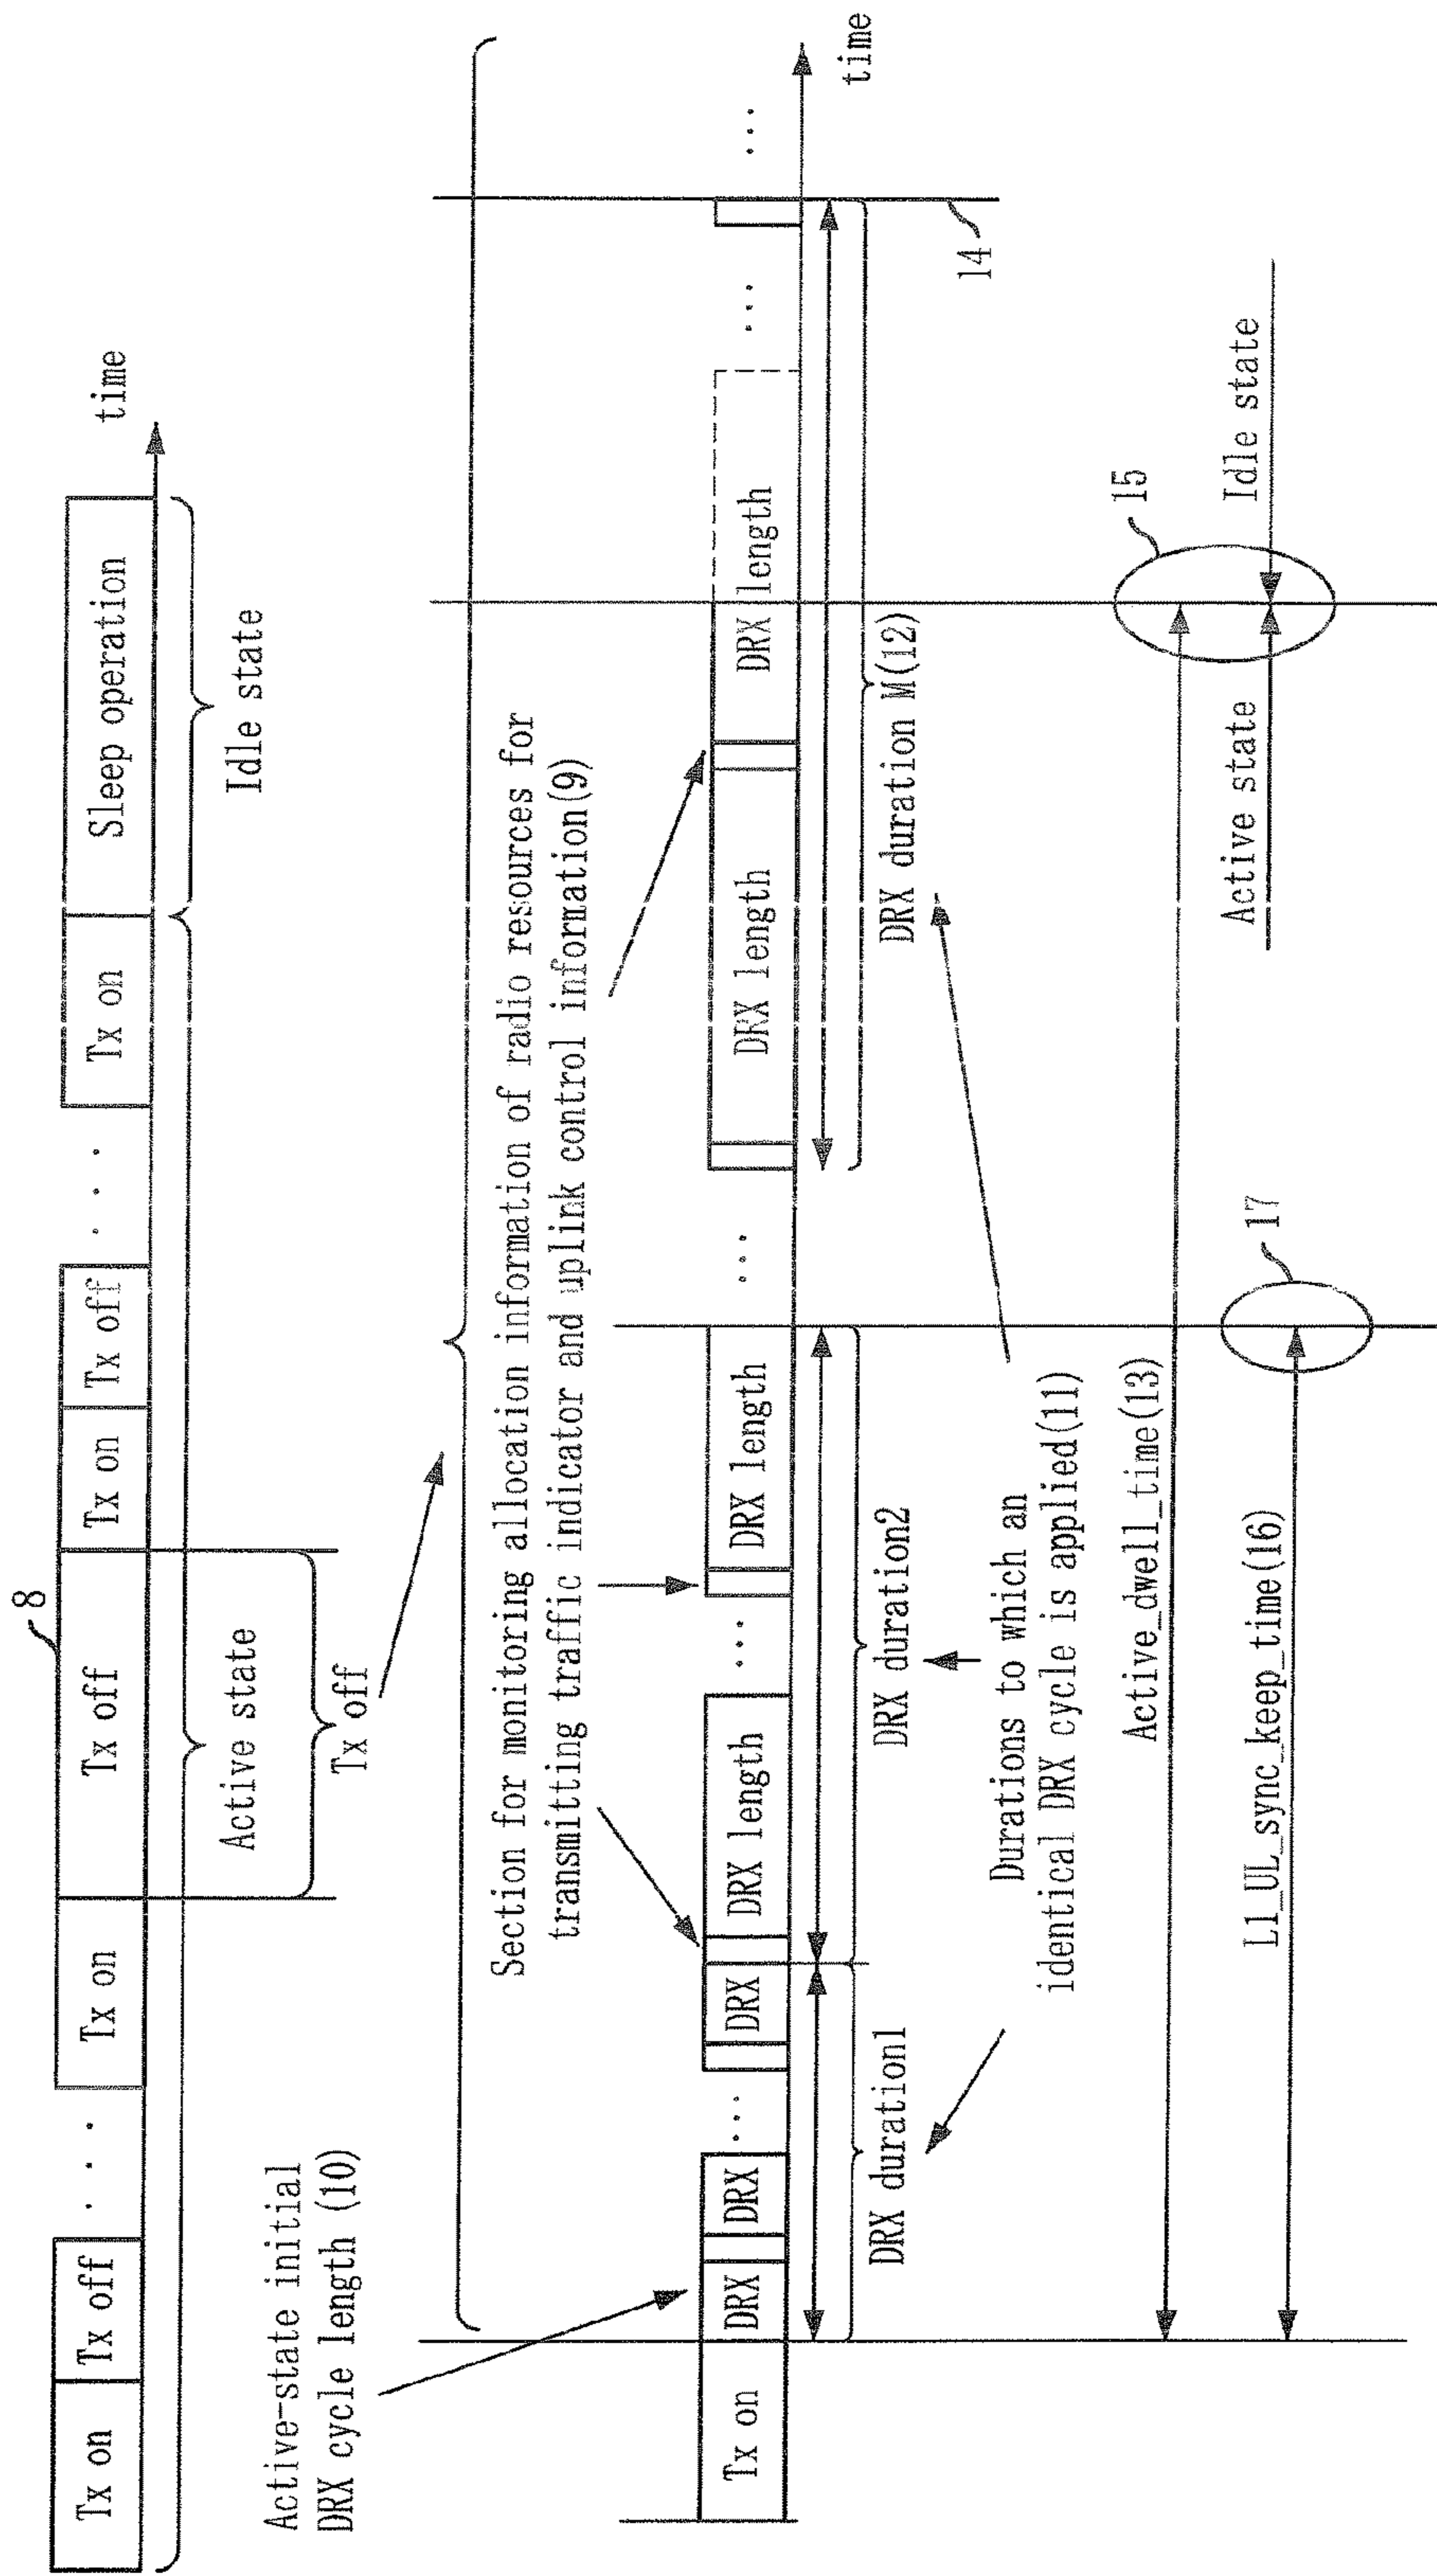 8
Tx on
Tx off
. . .
Tx on
Tx off
Tx on
Tx off
. . .
Tx on
Sleep operation
time
Active state
Idle state
Tx off
Active-state initial
DRX cycle length (10)
Section for monitoring allocation information of radio resources for
transmitting traffic indicator and uplink control information(9)
Tx on
DRX
DRX
...
DRX
DRX length
...
DRX length
...
DRX length
DRX length
...
...
time
DRX duration1
DRX duration2
DRX duration M(12)
14
Durations to which an
identical DRX cycle is applied(11)
Active_dwell_time(13)
15
L1_UL_sync_keep_time(16)
17
Active state
Idle state